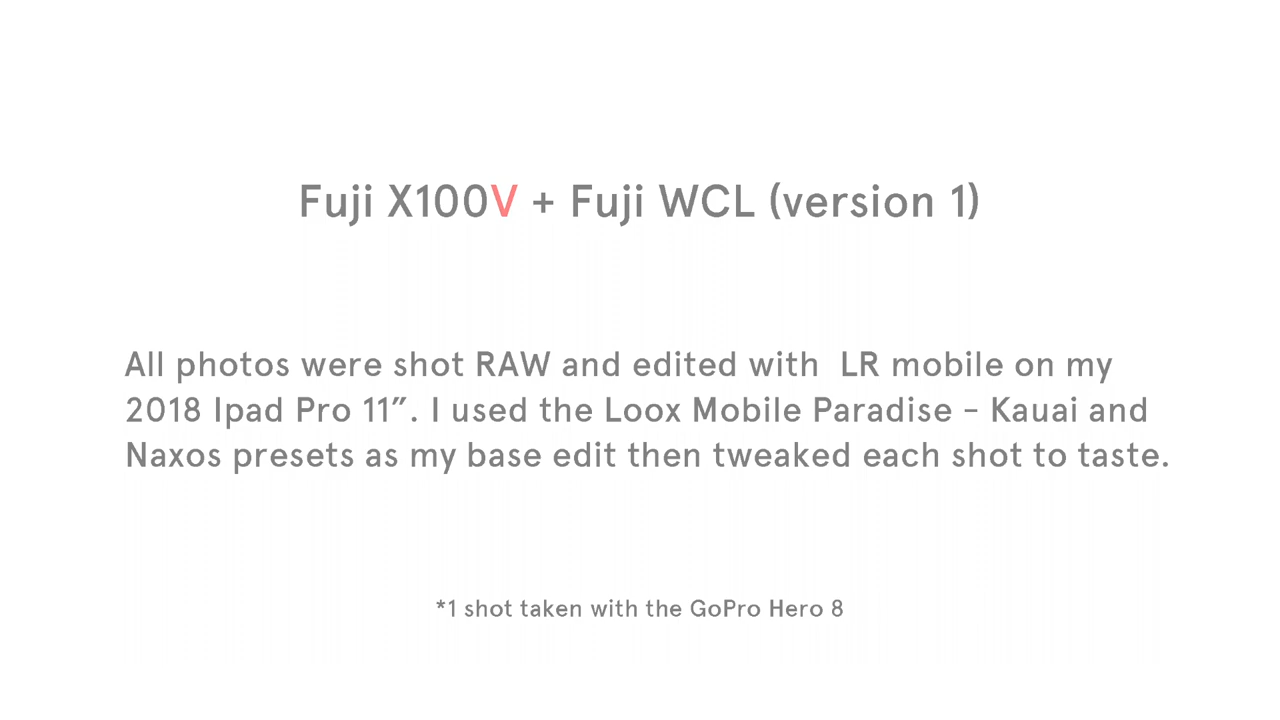 Fuji X100V + Fuji WCL (version 1)
All photos were shot RAW and edited with  LR mobile on my
2018 Ipad Pro 11”. I used the Loox Mobile Paradise - Kauai and
Naxos presets as my base edit then tweaked each shot to taste.
*1 shot taken with the GoPro Hero 8